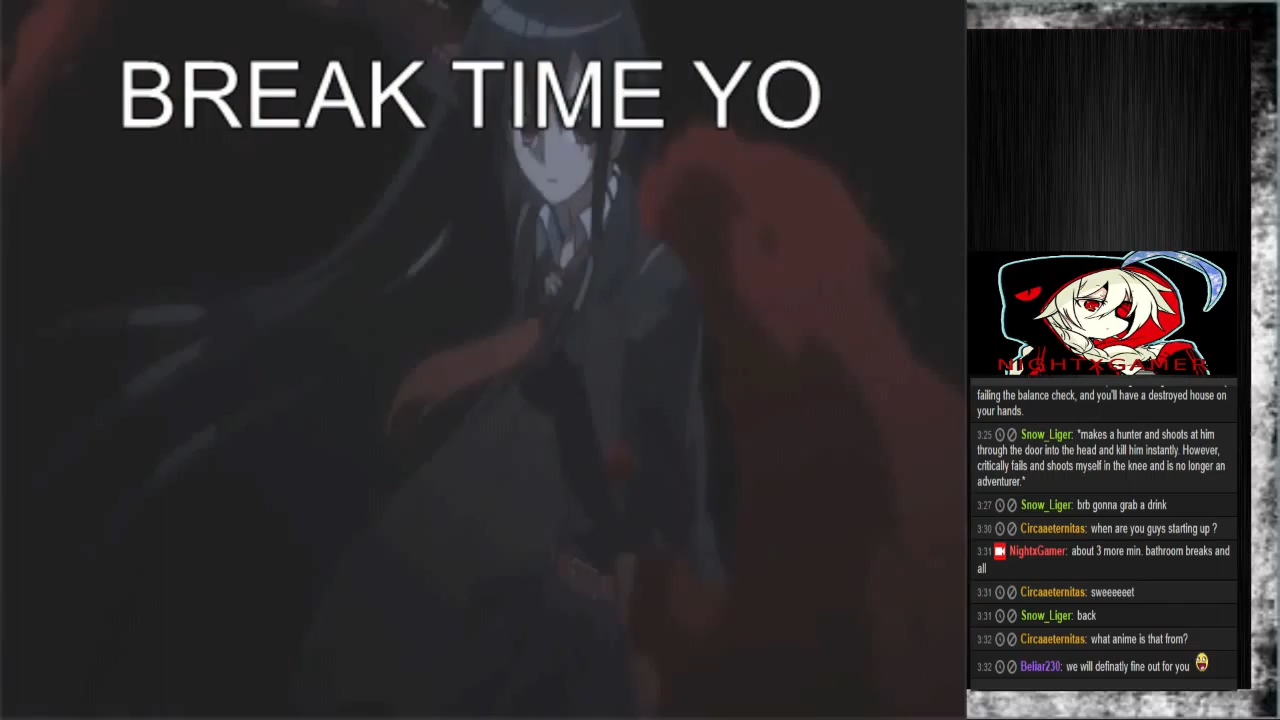 BREAK TIME YO
NIGHTXGAMER
failing the balance check, and you'll have a destroyed house on
your hands.
3:25 Snow_Liger: *makes a hunter and shoots at him
through the door into the head and kill him instantly. However,
critically fails and shoots myself in the knee and is no longer an
adventurer.*
3:27 Snow_Liger: brb gonna grab a drink
3:30 Circaaeternitas: when are you guys starting up ?
3:31 NightxGamer: about 3 more min. bathroom breaks and
all
3:31 Circaaeternitas: sweeeeeet
3:31 Snow_Liger: back
3:32 Circaaeternitas: what anime is that from?
3:32 Beliar230: we will definatly fine out for you